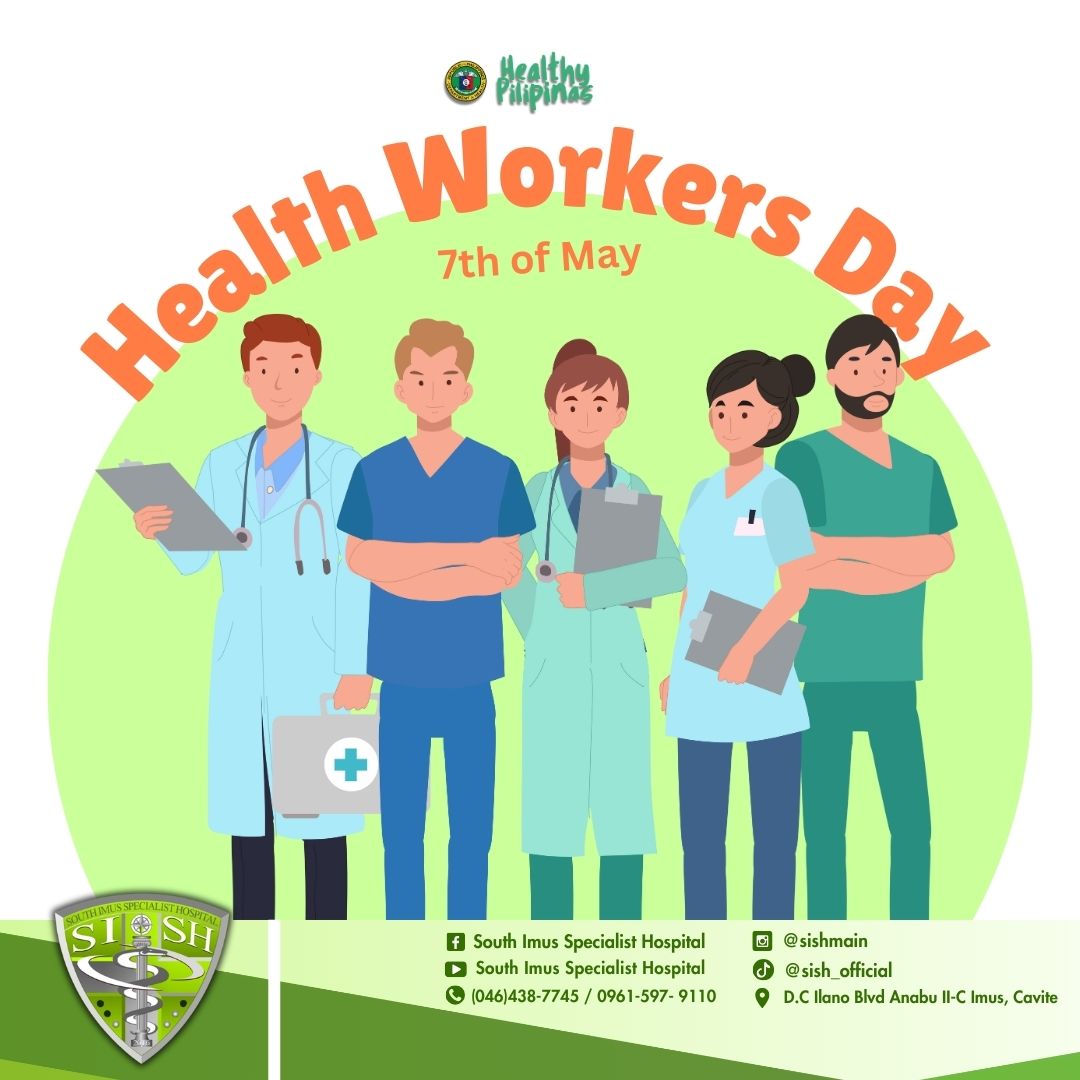 Healthy
Pilipinas
Health Workers Day
7th of May
SOUTH IMUS SPECIALIST HOSPITAL
SISH
South Imus Specialist Hospital
South Imus Specialist Hospital
(046)438-7745 / 0961-597- 9110
@sishmain
@sish_official
D.C Ilano Blvd Anabu II-C Imus, Cavite